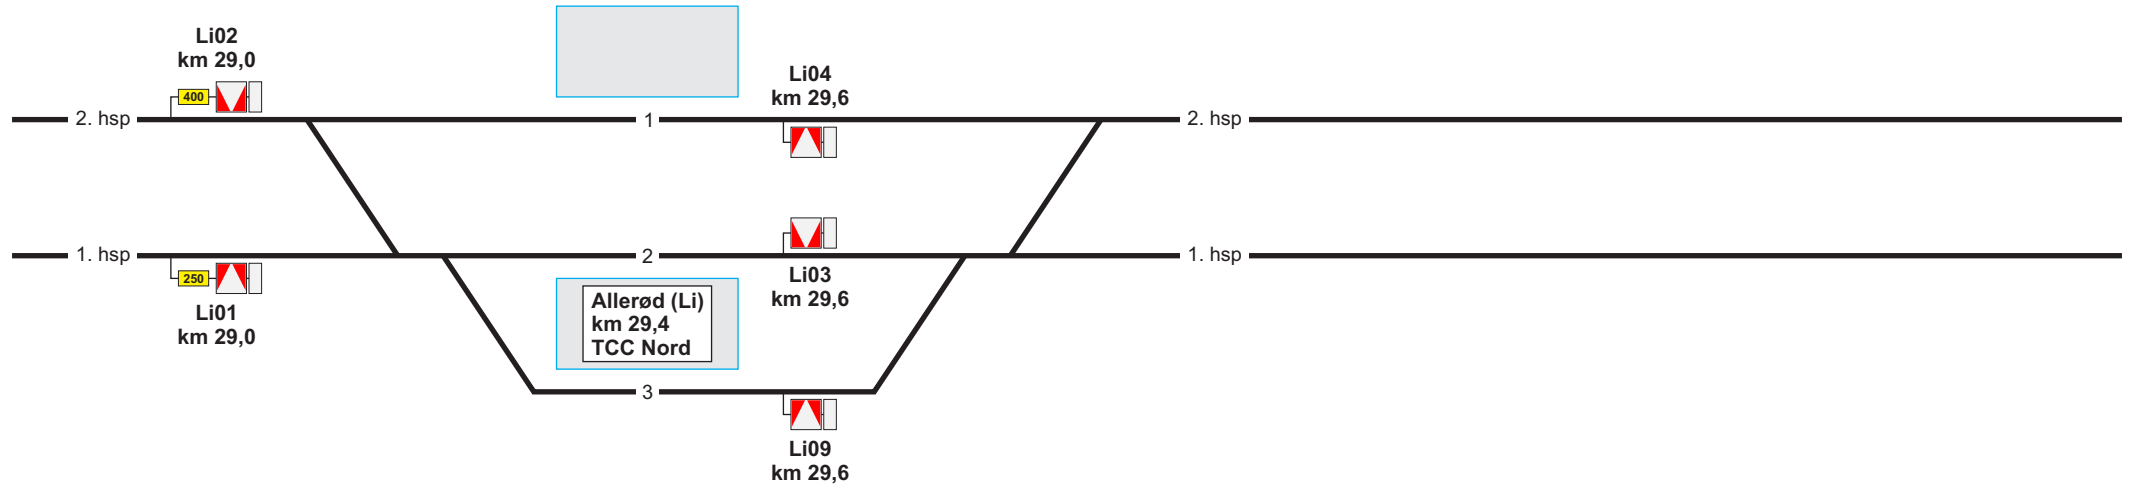 Li02
km 29,0
400
Li04
km 29,6
2. hsp
1
2. hsp
1. hsp
2
1. hsp
250
Li01
km 29,0
Allerød (Li)
km 29,4
TCC Nord
Li03
km 29,6
3
Li09
km 29,6